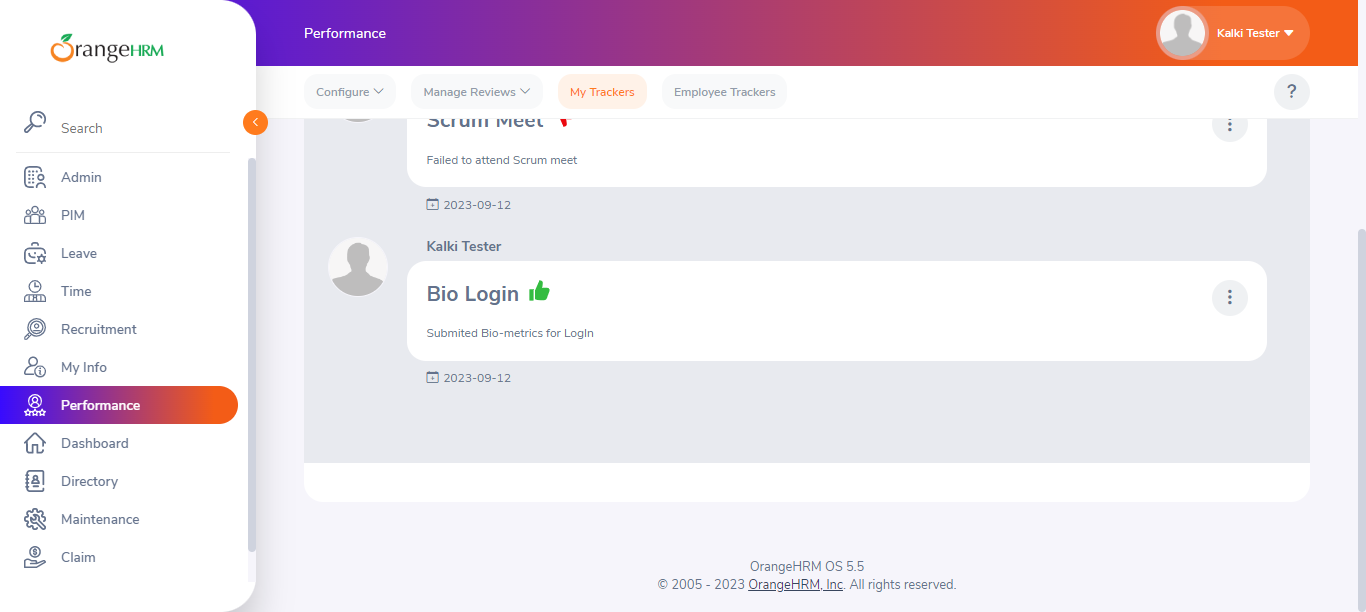 OrangeHRM
Performance
Kalki Tester
Configure
Manage Reviews
My Trackers
Employee Trackers
?
Search
Admin
PIM
Leave
Time
Recruitment
My Info
Performance
Dashboard
Directory
Maintenance
Claim
Scrum Meet
Failed to attend Scrum meet
2023-09-12
Kalki Tester
Bio Login
Submited Bio-metrics for LogIn
2023-09-12
OrangeHRM OS 5.5
© 2005 - 2023 OrangeHRM, Inc. All rights reserved.